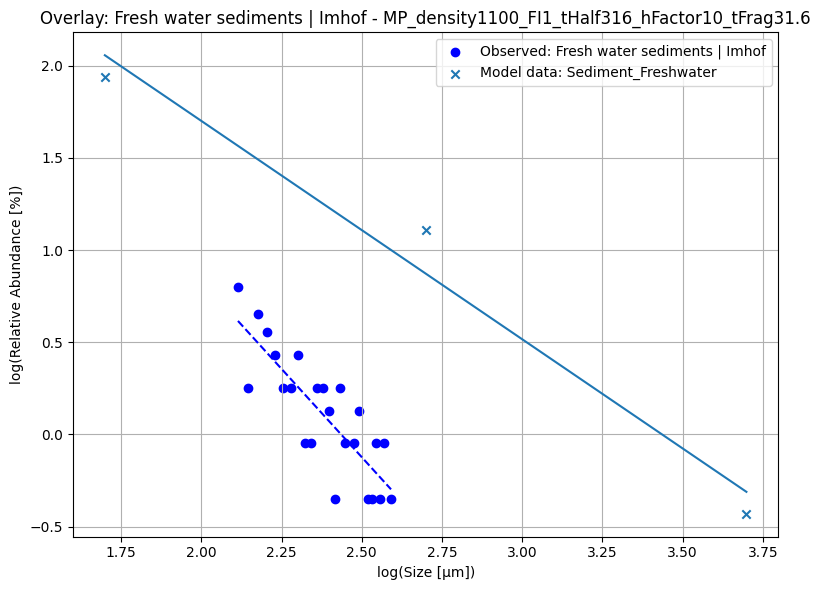 Overlay: Fresh water sediments | Imhof - MP_density1100_FI1_tHalf316_hFactor10_tFrag31.6
Observed: Fresh water sediments | Imhof
Model data: Sediment_Freshwater
log(Relative Abundance [%])
2.0
1.5
1.0
0.5
0.0
−0.5
1.75 2.00 2.25 2.50 2.75 3.00 3.25 3.50 3.75
log(Size [μm])